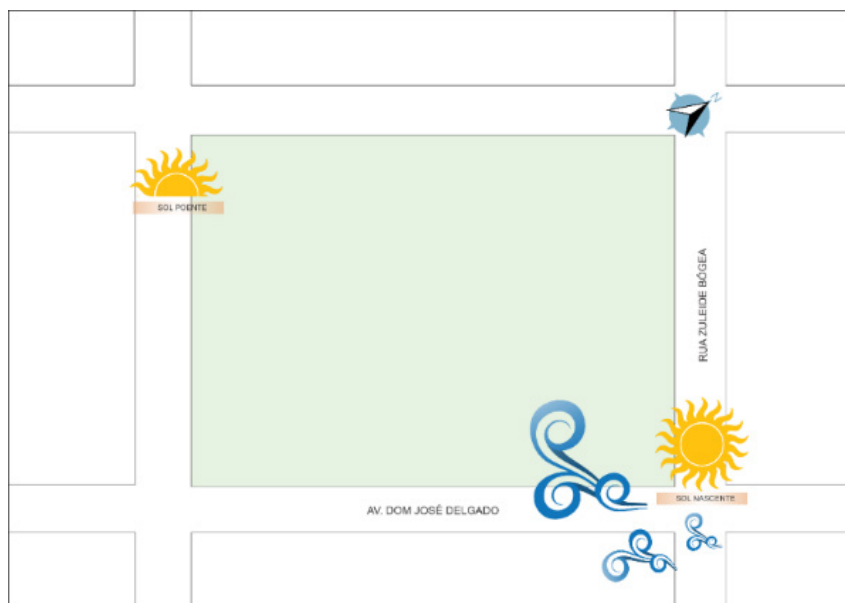 N
SOL POENTE
RUA ZULEIDE BÓGEA
SOL NASCENTE
AV. DOM JOSÉ DELGADO